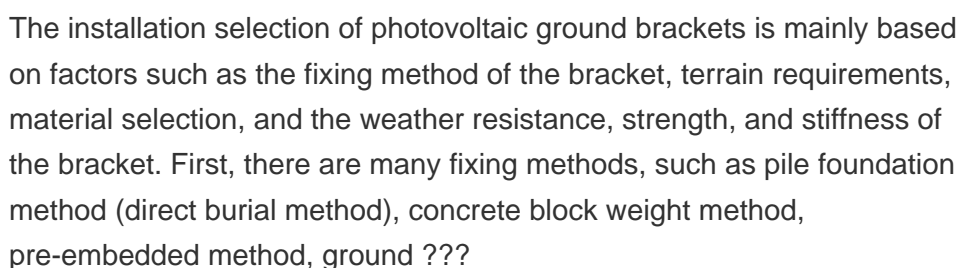 The installation selection of photovoltaic ground brackets is mainly based
on factors such as the fixing method of the bracket, terrain requirements,
material selection, and the weather resistance, strength, and stiffness of
the bracket. First, there are many fixing methods, such as pile foundation
method (direct burial method), concrete block weight method,
pre-embedded method, ground ???